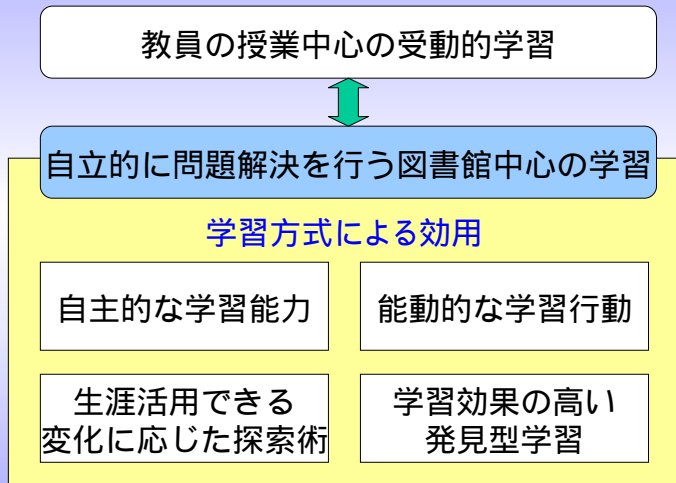 教員の授業中心の受動的学習
自立的に問題解決を行う図書館中心の学習
学習方式による効用
自主的な学習能力
能動的な学習行動
生涯活用できる
変化に応じた探索術
学習効果の高い
発見型学習